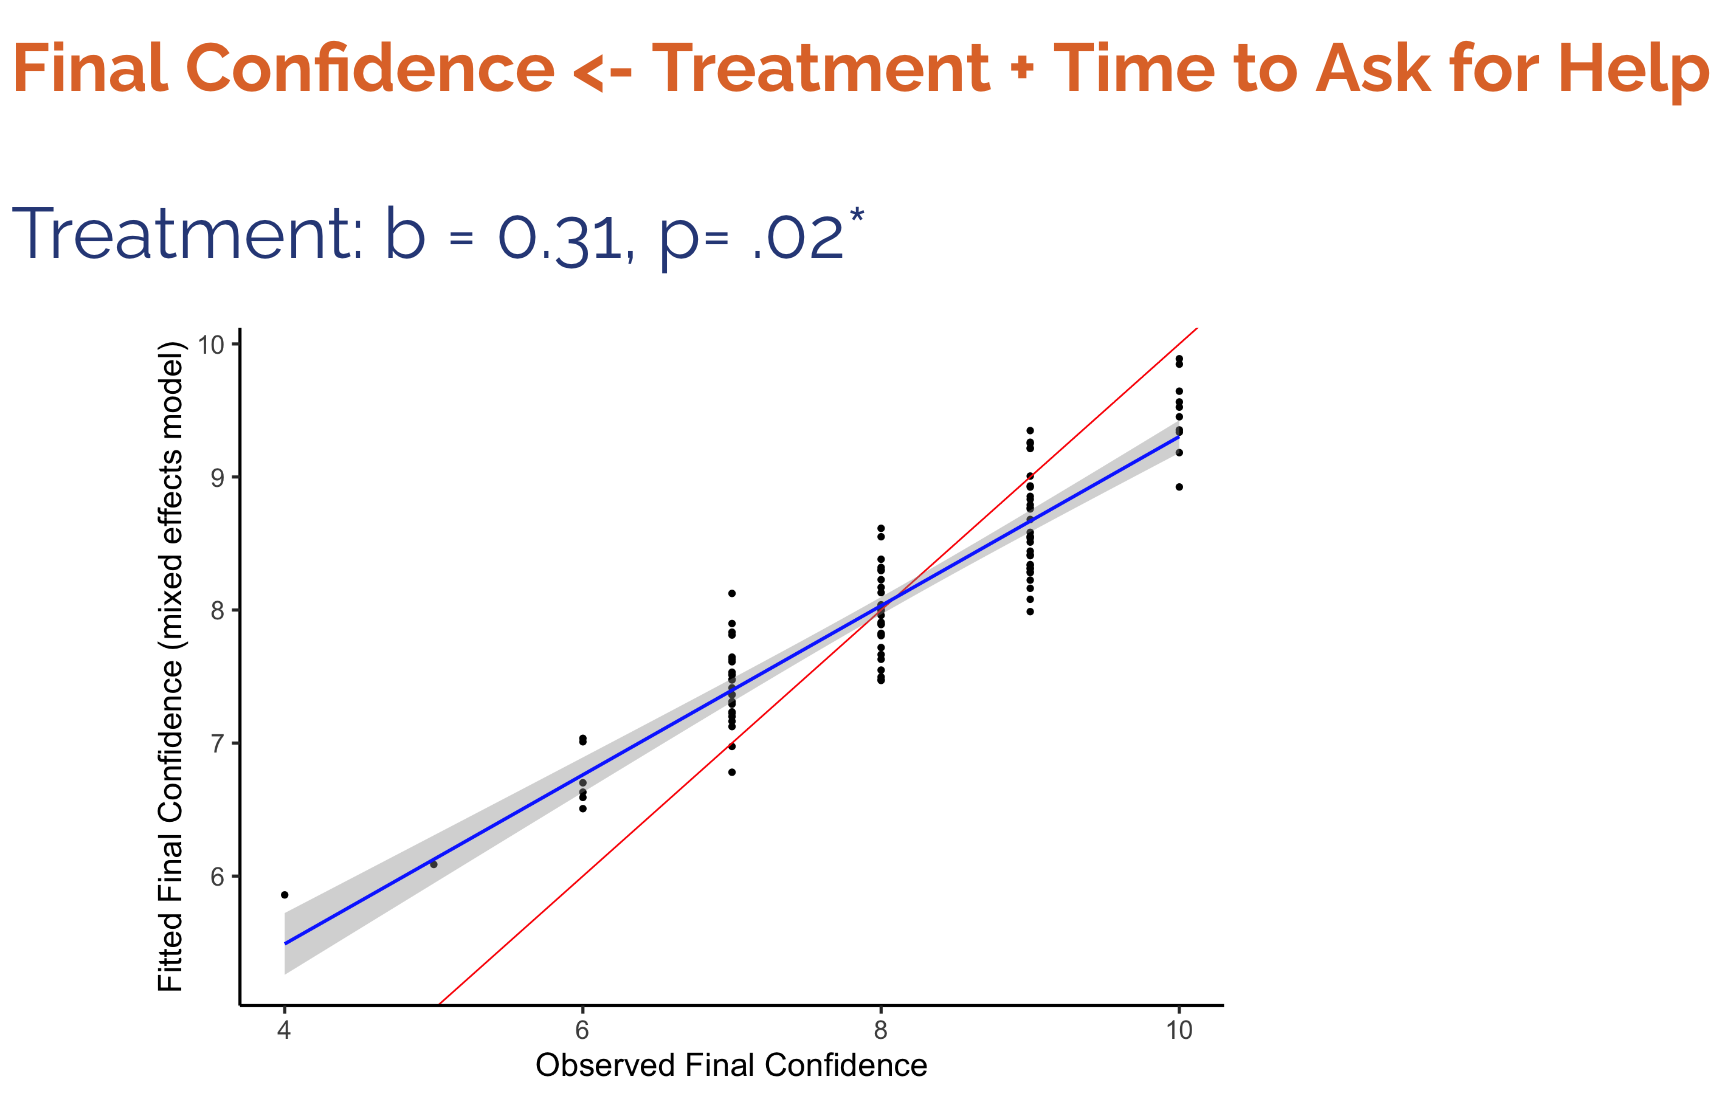 Final Confidence <- Treatment + Time to Ask for Help
Treatment: b = 0.31, p= .02*
Fitted Final Confidence (mixed effects model)
10
9
8
7
6
4
6
8
10
Observed Final Confidence